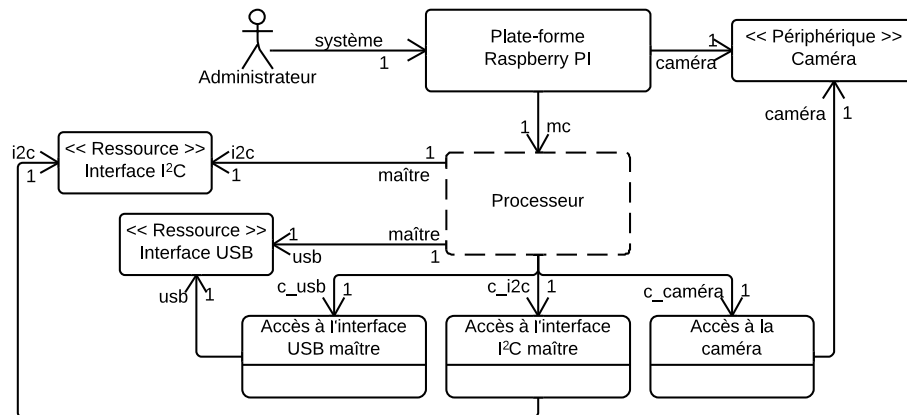 système
1
Administrateur
Plate-forme
Raspberry PI
1
caméra
<< Périphérique >>
Caméra
caméra
1
1
mc
i2c
1
<< Ressource >>
Interface I²C
i2c
1
1
maître
Processeur
<< Ressource >>
Interface USB
1
usb
maître
1
usb
1
c_usb
1
c_i2c
1
c_caméra
1
Accès à l'interface
USB maître
Accès à l'interface
I²C maître
Accès à la
caméra